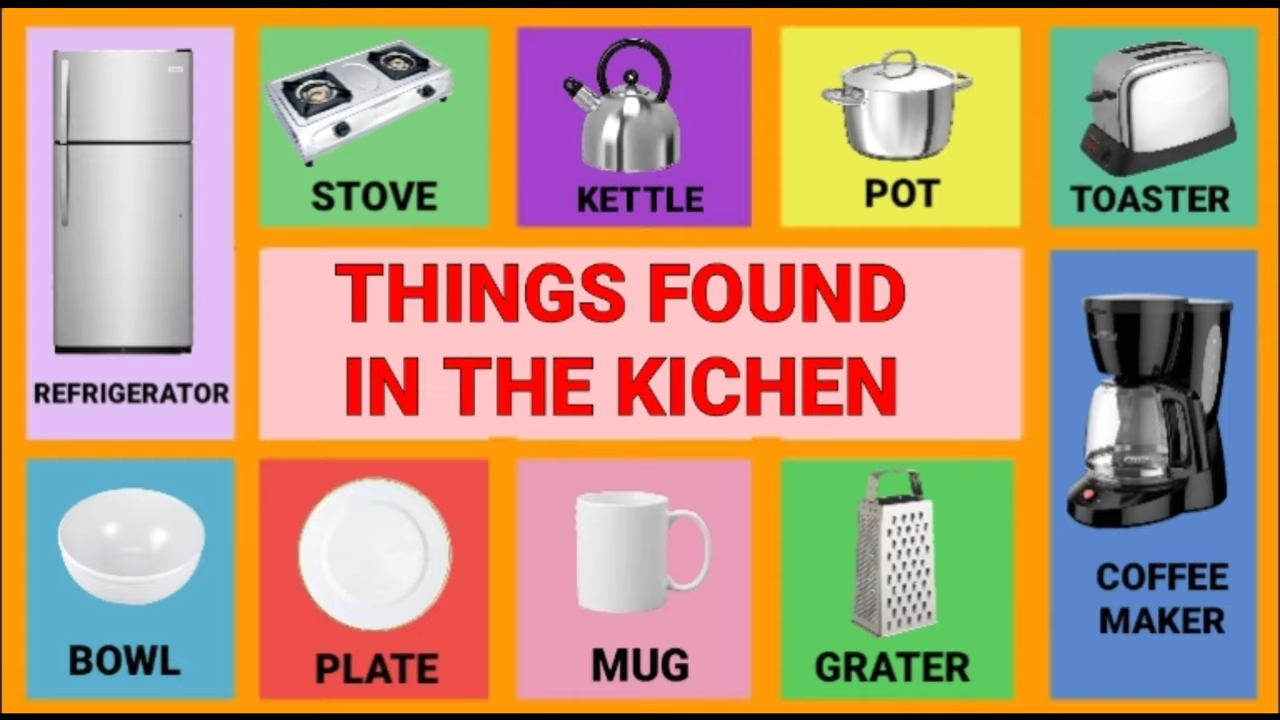 STOVE
KETTLE
POT
TOASTER
REFRIGERATOR
THINGS FOUND
IN THE KICHEN
COFFEE
MAKER
BOWL
PLATE
MUG
GRATER